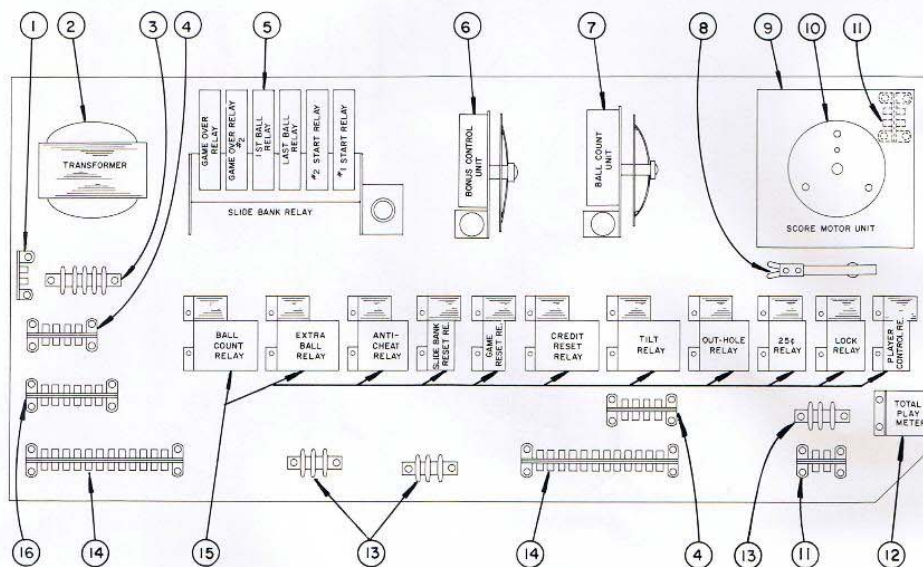 1 2 3 4 5 6 7 8 9 10 11
TRANSFORMER
GAME OVER
RELAY
GAME OVER RELAY
#2
1 ST BALL
RELAY
LAST BALL
RELAY
#2 START RELAY
#1 START RELAY
SLIDE BANK RELAY
BONUS CONTROL
UNIT
BALL COUNT
UNIT
SCORE MOTOR UNIT
BALL
COUNT
RELAY
EXTRA
BALL RELAY
ANTI-
CHEAT RELAY
SLIDE BANK
RESET RE.
GAME
RESET RE.
CREDIT
RESET RELAY
TILT RELAY
OUT-HOLE
RELAY
25¢
RELAY
LOCK
RELAY
PLAYER
CONTROL RE.
TOTAL
PLAY
METER
16 14 15 13 14 4 13 11 12